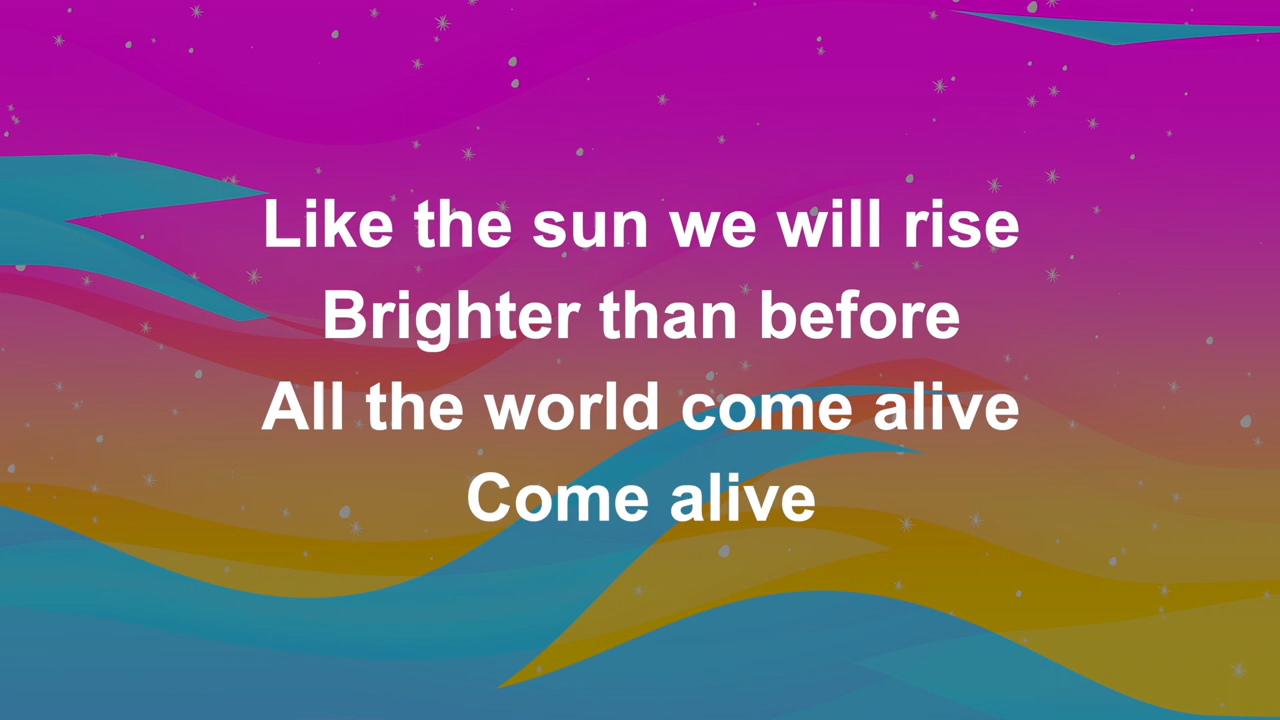 Like the sun we will rise
Brighter than before
All the world come alive
Come alive